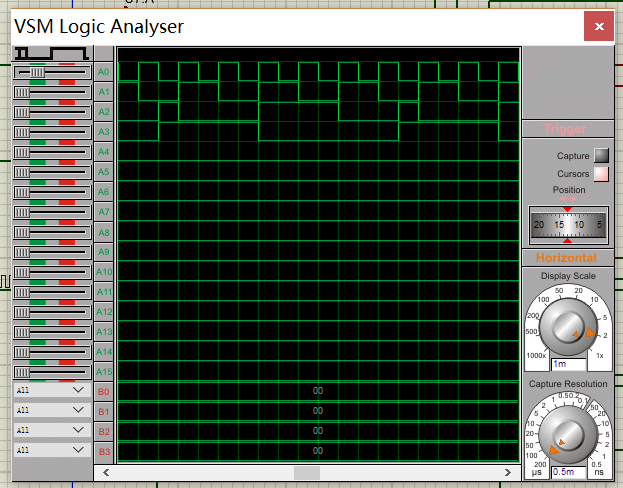 U7:A
VSM Logic Analyser
A0
A1
A2
A3
A4
A5
A6
A7
A8
A9
A10
A11
A12
A13
A14
A15
All B0 00
All B1 00
All B2 00
All B3 00
Trigger
Capture
Cursors
Position
20 15 10 5
Horizontal
Display Scale
50 20
100 10
200 5
500 2
1000x 1x
1m
Capture Resolution
1 0.5 0.2 0.1 50
2 20
5 10
10 5
20
50 2
100 1
200 .5
µs ns
0.5m